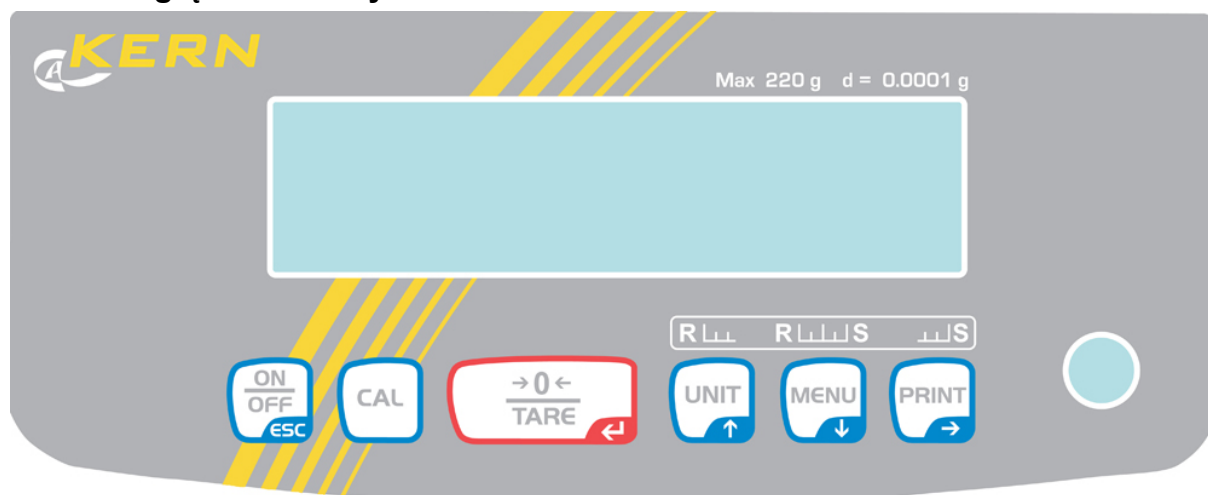 KERN
Max 220 g d = 0.0001 g
R R S S
ON
OFF
ESC
CAL
→0←
TARE
UNIT
MENU
PRINT